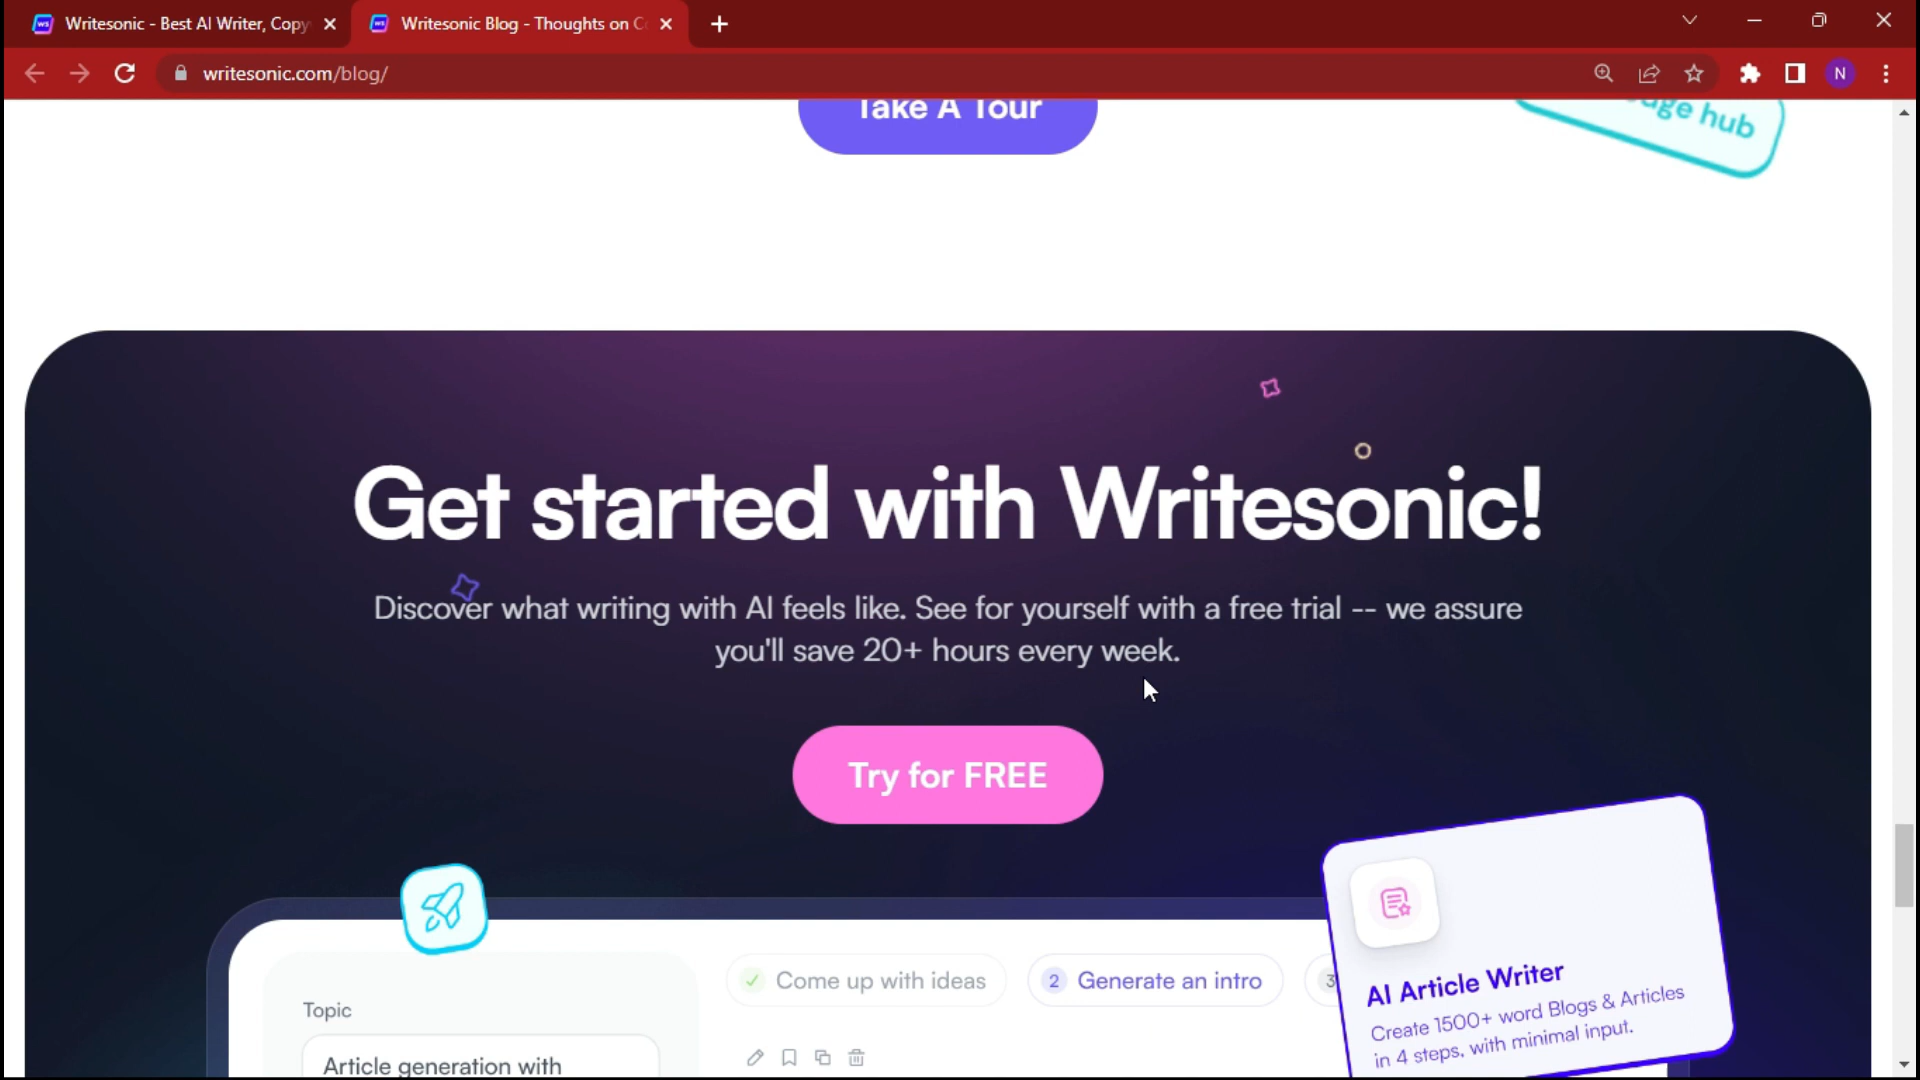 Writesonic - Best AI Writer, Copy
Writesonic Blog - Thoughts on C
writesonic.com/blog/
N
Take A Tour
hub
Get started with Writesonic!
Discover what writing with AI feels like. See for yourself with a free trial -- we assure
you'll save 20+ hours every week.
Try for FREE
Come up with ideas
2 Generate an intro
3
Topic
Article generation with
AI Article Writer
Create 1500+ word Blogs & Articles
in 4 steps, with minimal input.